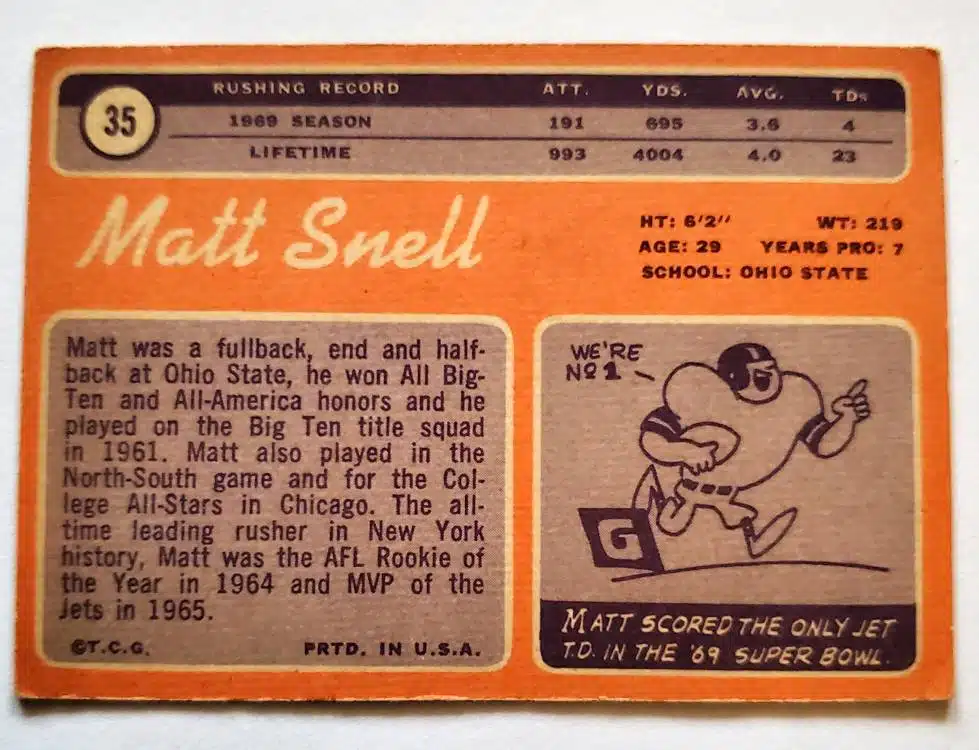 35
RUSHING RECORD ATT. YDS. AVG. TDs
1969 SEASON 191 695 3.6 4
LIFETIME 993 4004 4.0 23
Matt Snell
HT: 6'2" WT: 219
AGE: 29 YEARS PRO: 7
SCHOOL: OHIO STATE
Matt was a fullback, end and half-
back at Ohio State, he won All Big-
Ten and All-America honors and he
played on the Big Ten title squad
in 1961. Matt also played in the
North-South game and for the Col-
lege All-Stars in Chicago. The all-
time leading rusher in New York
history, Matt was the AFL Rookie of
the Year in 1964 and MVP of the
Jets in 1965.
©T.C.G. PRTD. IN U.S.A.
WE'RE
Nº 1
G
MATT SCORED THE ONLY JET
T.D. IN THE '69 SUPER BOWL.